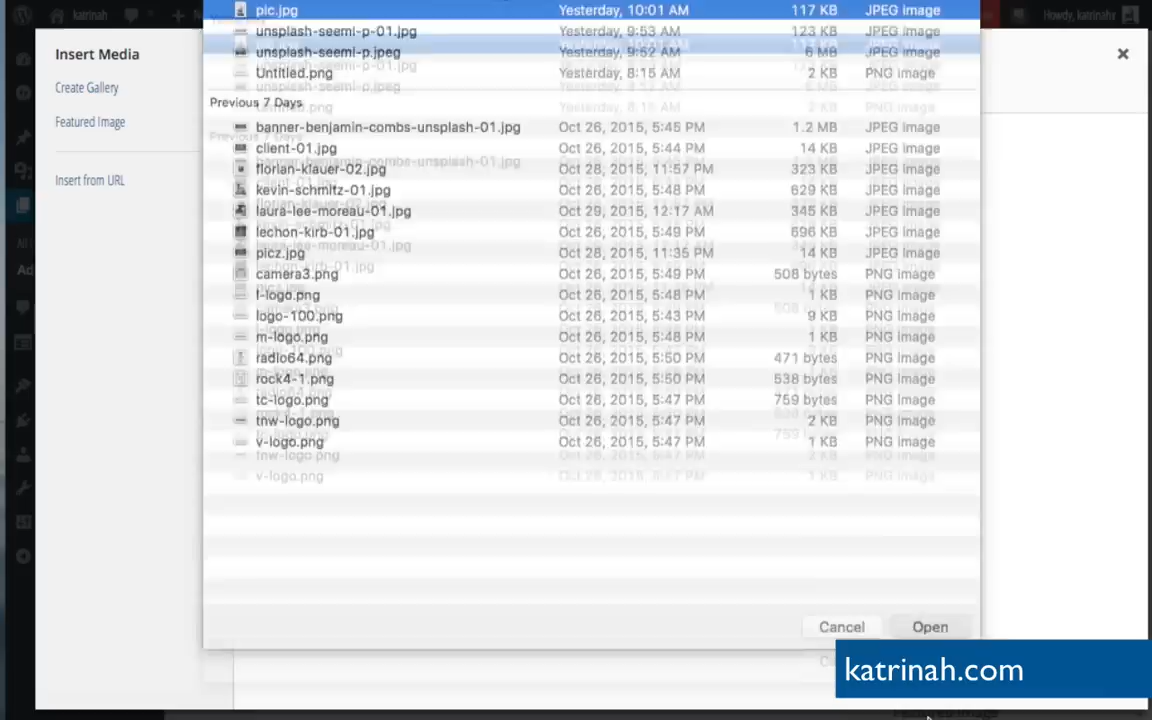 katrinah
Howdy, katrinahr
Insert Media
Create Gallery
Featured Image
Insert from URL
pic.jpg Yesterday, 10:01 AM 117 KB JPEG image
unsplash-seemi-p-01.jpg Yesterday, 9:53 AM 123 KB JPEG image
unsplash-seemi-p.jpeg Yesterday, 9:52 AM 6 MB JPEG image
Untitled.png Yesterday, 8:15 AM 2 KB PNG image
Previous 7 Days
banner-benjamin-combs-unsplash-01.jpg Oct 26, 2015, 5:45 PM 1.2 MB JPEG image
client-01.jpg Oct 26, 2015, 5:44 PM 14 KB JPEG image
florian-klauer-02.jpg Oct 28, 2015, 11:57 PM 323 KB JPEG image
kevin-schmitz-01.jpg Oct 26, 2015, 5:48 PM 629 KB JPEG image
laura-lee-moreau-01.jpg Oct 29, 2015, 12:17 AM 345 KB JPEG image
lechon-kirb-01.jpg Oct 26, 2015, 5:49 PM 696 KB JPEG image
picz.jpg Oct 28, 2015, 11:35 PM 14 KB JPEG image
camera3.png Oct 26, 2015, 5:49 PM 508 bytes PNG image
f-logo.png Oct 26, 2015, 5:48 PM 1 KB PNG image
logo-100.png Oct 26, 2015, 5:43 PM 9 KB PNG image
m-logo.png Oct 26, 2015, 5:48 PM 1 KB PNG image
radio64.png Oct 26, 2015, 5:50 PM 471 bytes PNG image
rock4-1.png Oct 26, 2015, 5:50 PM 538 bytes PNG image
tc-logo.png Oct 26, 2015, 5:47 PM 759 bytes PNG image
tnw-logo.png Oct 26, 2015, 5:47 PM 2 KB PNG image
v-logo.png Oct 26, 2015, 5:47 PM 1 KB PNG image
Cancel Open
katrinah.com